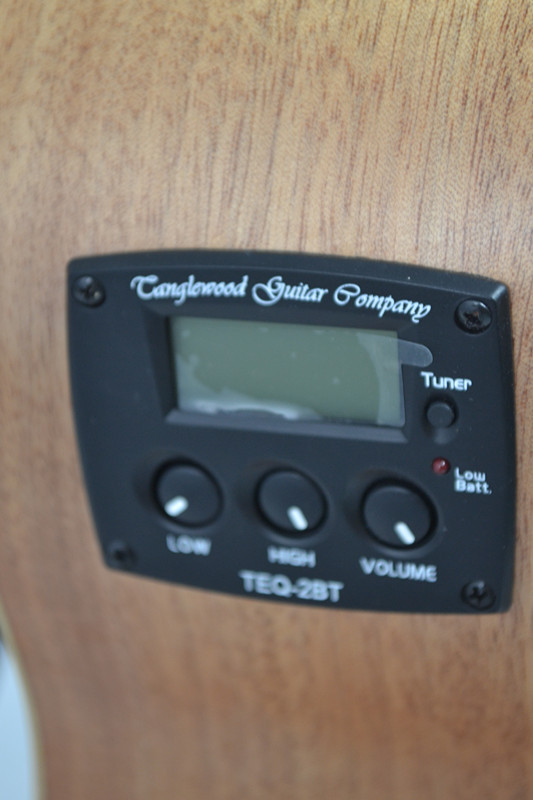 Tanglewood Guitar Company
Tuner
Low
Batt.
LOW
HIGH
VOLUME
TEQ-2BT